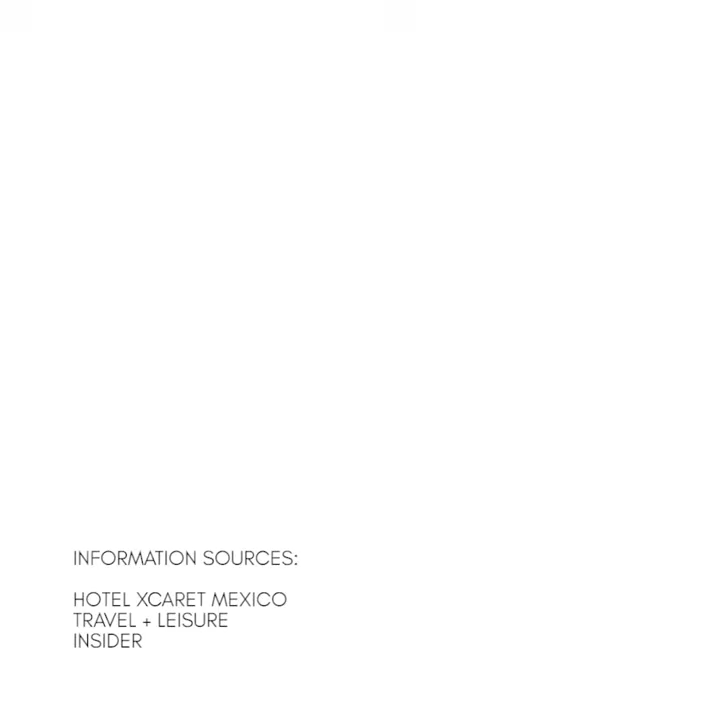 INFORMATION SOURCES:
HOTEL XCARET MEXICO
TRAVEL + LEISURE
INSIDER